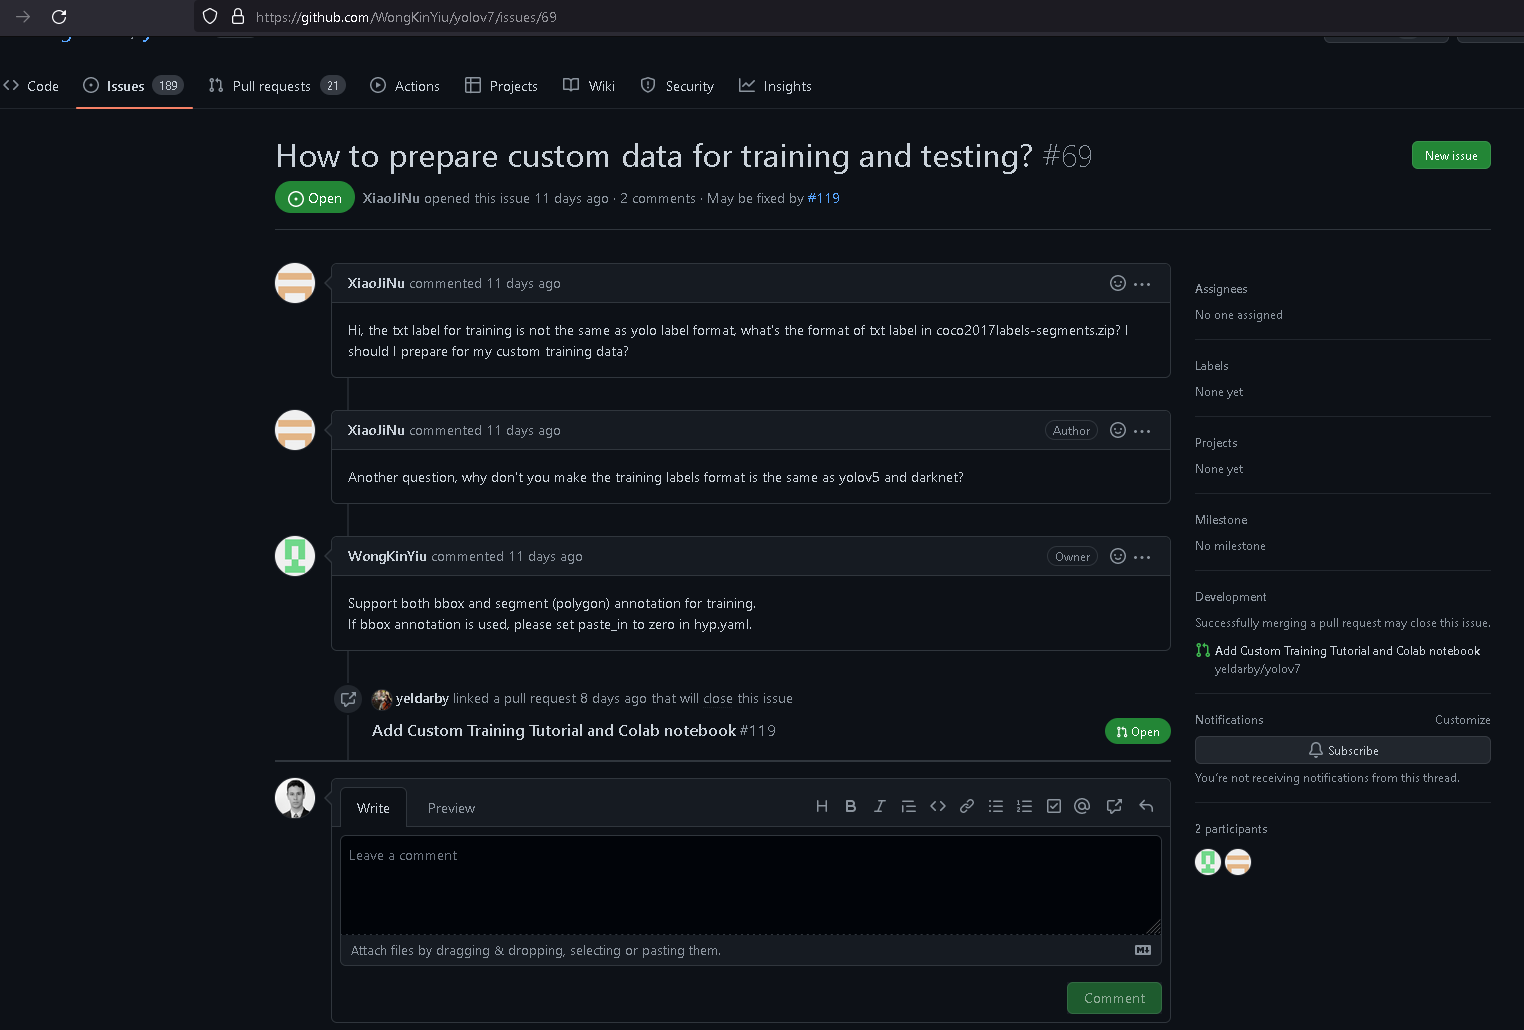 https://github.com/WongKinYiu/yolov7/issues/69
Code
Issues 189
Pull requests 21
Actions
Projects
Wiki
Security
Insights
How to prepare custom data for training and testing? #69
New issue
Open
XiaoJiNu opened this issue 11 days ago · 2 comments · May be fixed by #119
XiaoJiNu commented 11 days ago
Hi, the txt label for training is not the same as yolo label format, what's the format of txt label in coco2017labels-segments.zip? I
should I prepare for my custom training data?
XiaoJiNu commented 11 days ago
Author
Another question, why don't you make the training labels format is the same as yolov5 and darknet?
WongKinYiu commented 11 days ago
Owner
Support both bbox and segment (polygon) annotation for training.
If bbox annotation is used, please set paste_in to zero in hyp.yaml.
yeldarby linked a pull request 8 days ago that will close this issue
Add Custom Training Tutorial and Colab notebook #119
Open
Write
Preview
Leave a comment
Attach files by dragging & dropping, selecting or pasting them.
Comment
Assignees
No one assigned
Labels
None yet
Projects
None yet
Milestone
No milestone
Development
Successfully merging a pull request may close this issue.
Add Custom Training Tutorial and Colab notebook
yeldarby/yolov7
Notifications
Customize
Subscribe
You're not receiving notifications from this thread.
2 participants